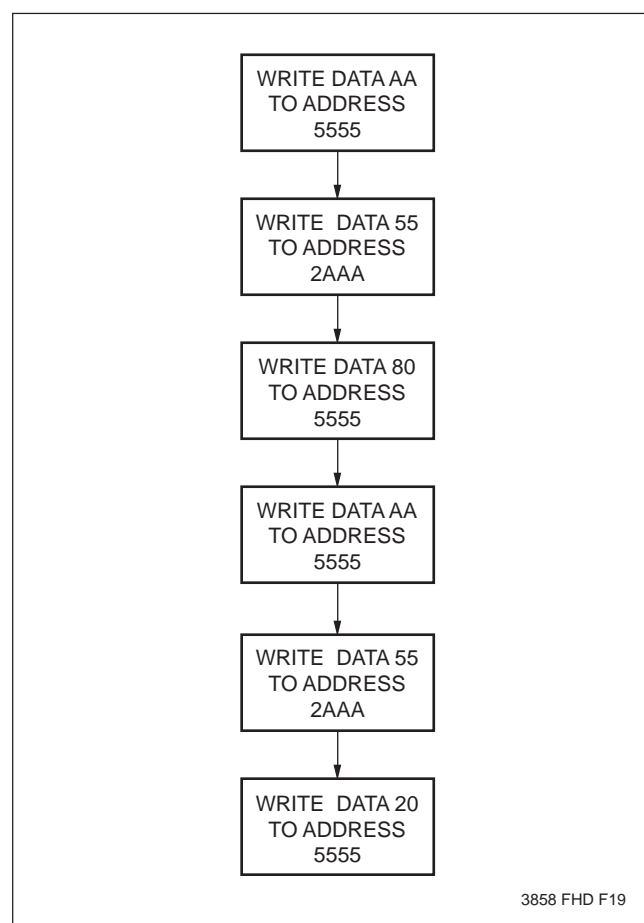 WRITE DATA AA
TO ADDRESS
5555
WRITE DATA 55
TO ADDRESS
2AAA
WRITE DATA 80
TO ADDRESS
5555
WRITE DATA AA
TO ADDRESS
5555
WRITE DATA 55
TO ADDRESS
2AAA
WRITE DATA 20
TO ADDRESS
5555
3858 FHD F19